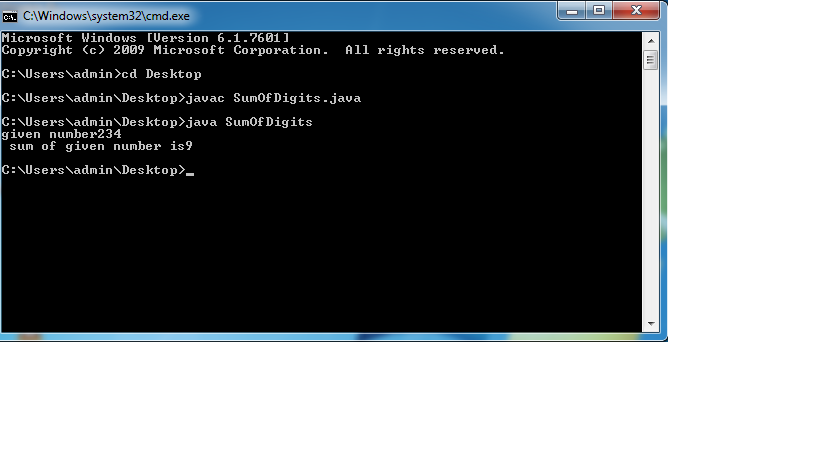 C:\Windows\system32\cmd.exe
Microsoft Windows [Version 6.1.7601]
Copyright (c) 2009 Microsoft Corporation.  All rights reserved.
C:\Users\admin>cd Desktop
C:\Users\admin\Desktop>javac SumOfDigits.java
C:\Users\admin\Desktop>java SumOfDigits
given number234
 sum of given number is9
C:\Users\admin\Desktop>_